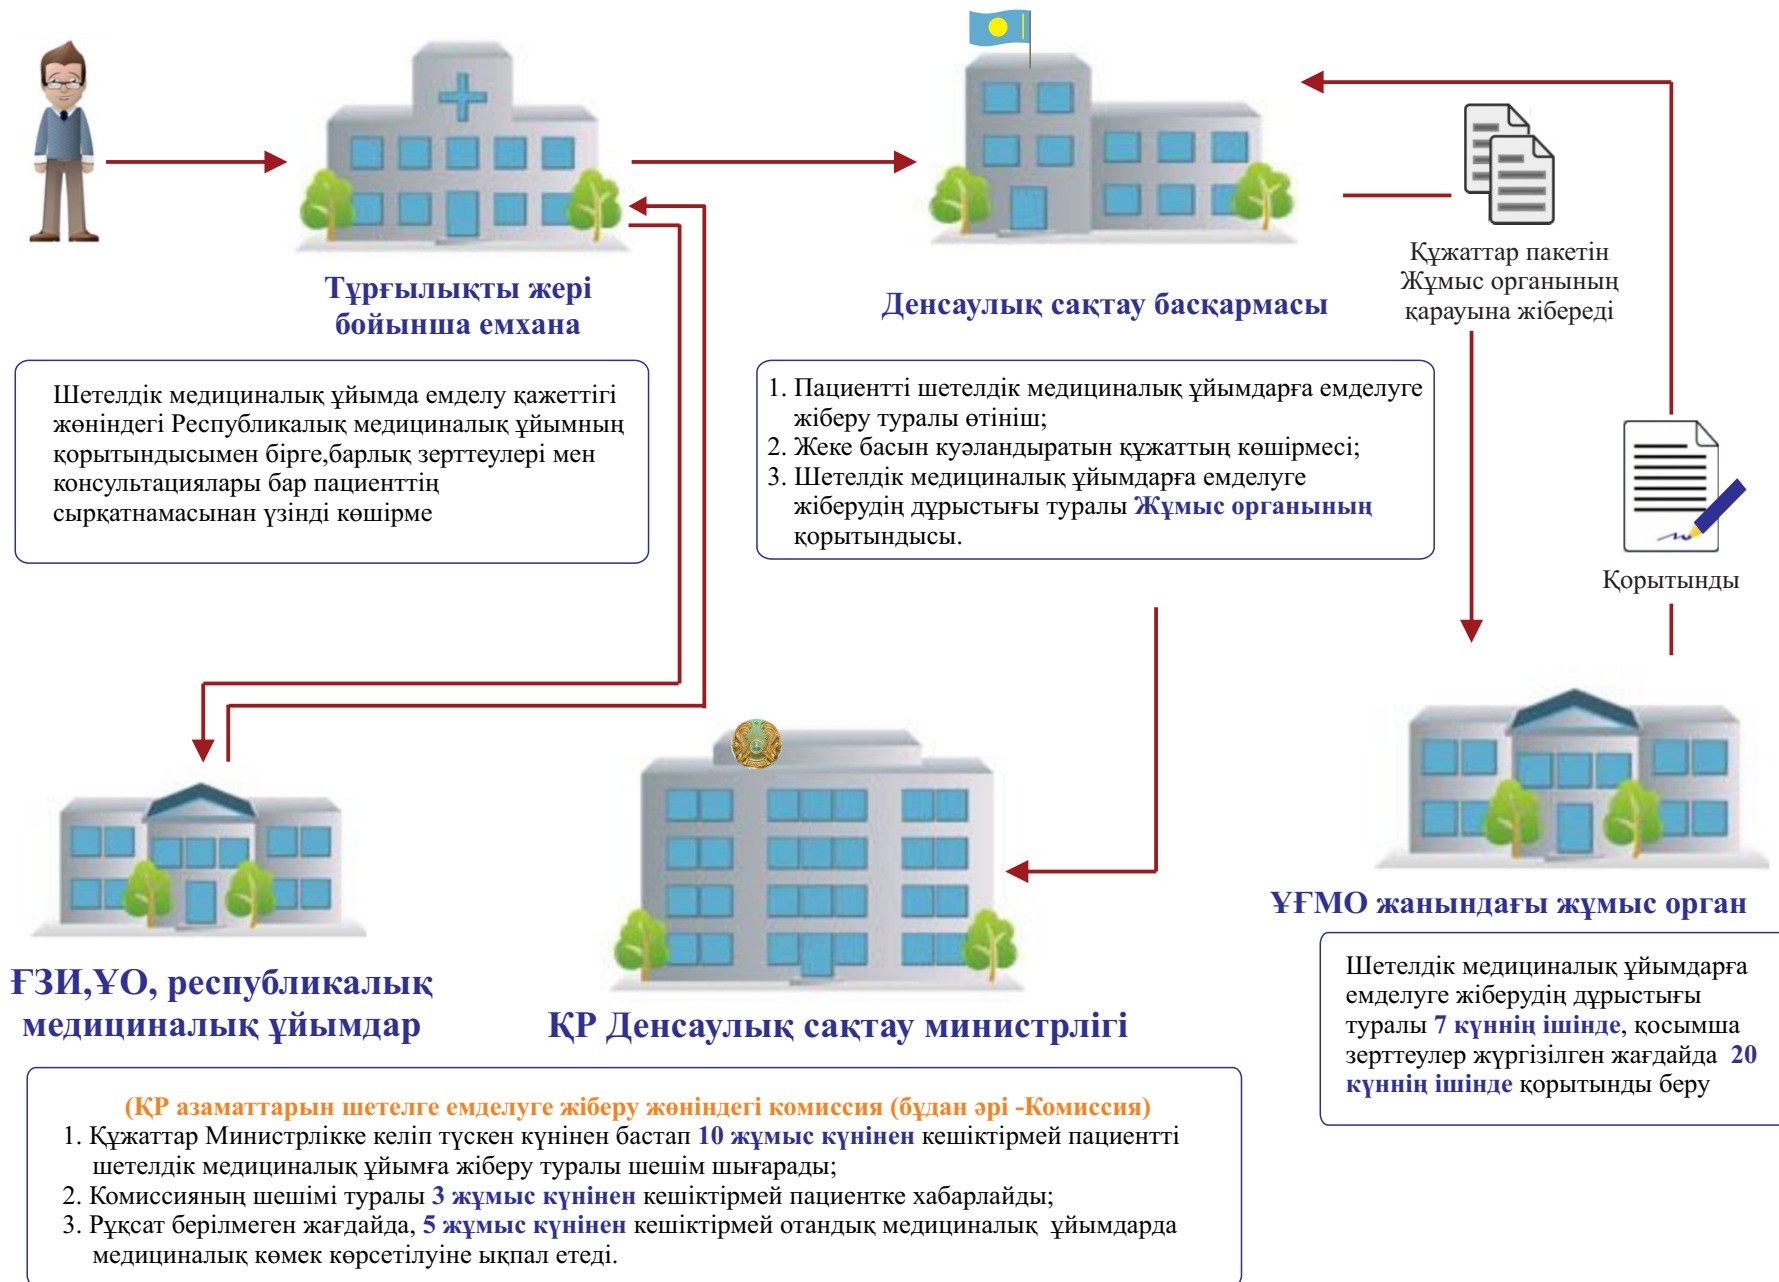 Тұрғылықты жері
бойынша емхана
Шетелдік медициналық ұйымда емделу қажеттігі
жөніндегі Республикалық медициналық ұйымның
қорытындысымен бірге,барлық зерттеулері мен
консультациялары бар пациенттің
сырқатнамасынан үзінді көшірме
Денсаулық сақтау басқармасы
1. Пациентті шетелдік медициналық ұйымдарға емделуге
жіберу туралы өтініш;
2. Жеке басын куәландыратын құжаттың көшірмесі;
3. Шетелдік медициналық ұйымдарға емделуге
жіберудің дұрыстығы туралы Жұмыс органының
қорытындысы.
Құжаттар пакетін
Жұмыс органының
қарауына жібереді
Қорытынды
ҰҒМО жанындағы жұмыс орган
Шетелдік медициналық ұйымдарға
емделуге жіберудің дұрыстығы
туралы 7 күннің ішінде, қосымша
зерттеулер жүргізілген жағдайда 20
күннің ішінде қорытынды беру
ҒЗИ,ҰО, республикалық
медициналық ұйымдар
ҚР Денсаулық сақтау министрлігі
(ҚР азаматтарын шетелге емделуге жіберу жөніндегі комиссия (бұдан әрі -Комиссия)
1. Құжаттар Министрлікке келіп түскен күнінен бастап 10 жұмыс күнінен кешіктірмей пациентті
шетелдік медициналық ұйымға жіберу туралы шешім шығарады;
2. Комиссияның шешімі туралы 3 жұмыс күнінен кешіктірмей пациентке хабарлайды;
3. Рұқсат берілмеген жағдайда, 5 жұмыс күнінен кешіктірмей отандық медициналық ұйымдарда
медициналық көмек көрсетілуіне ықпал етеді.